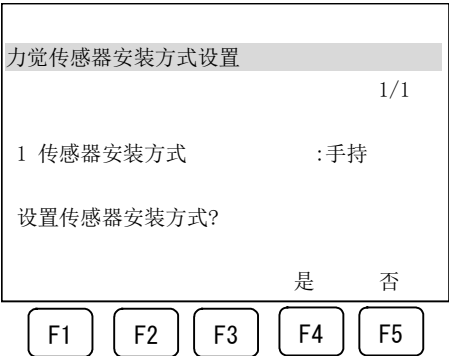 力觉传感器安装方式设置
1/1
1 传感器安装方式 :手持
设置传感器安装方式?
是 否
F1 F2 F3 F4 F5